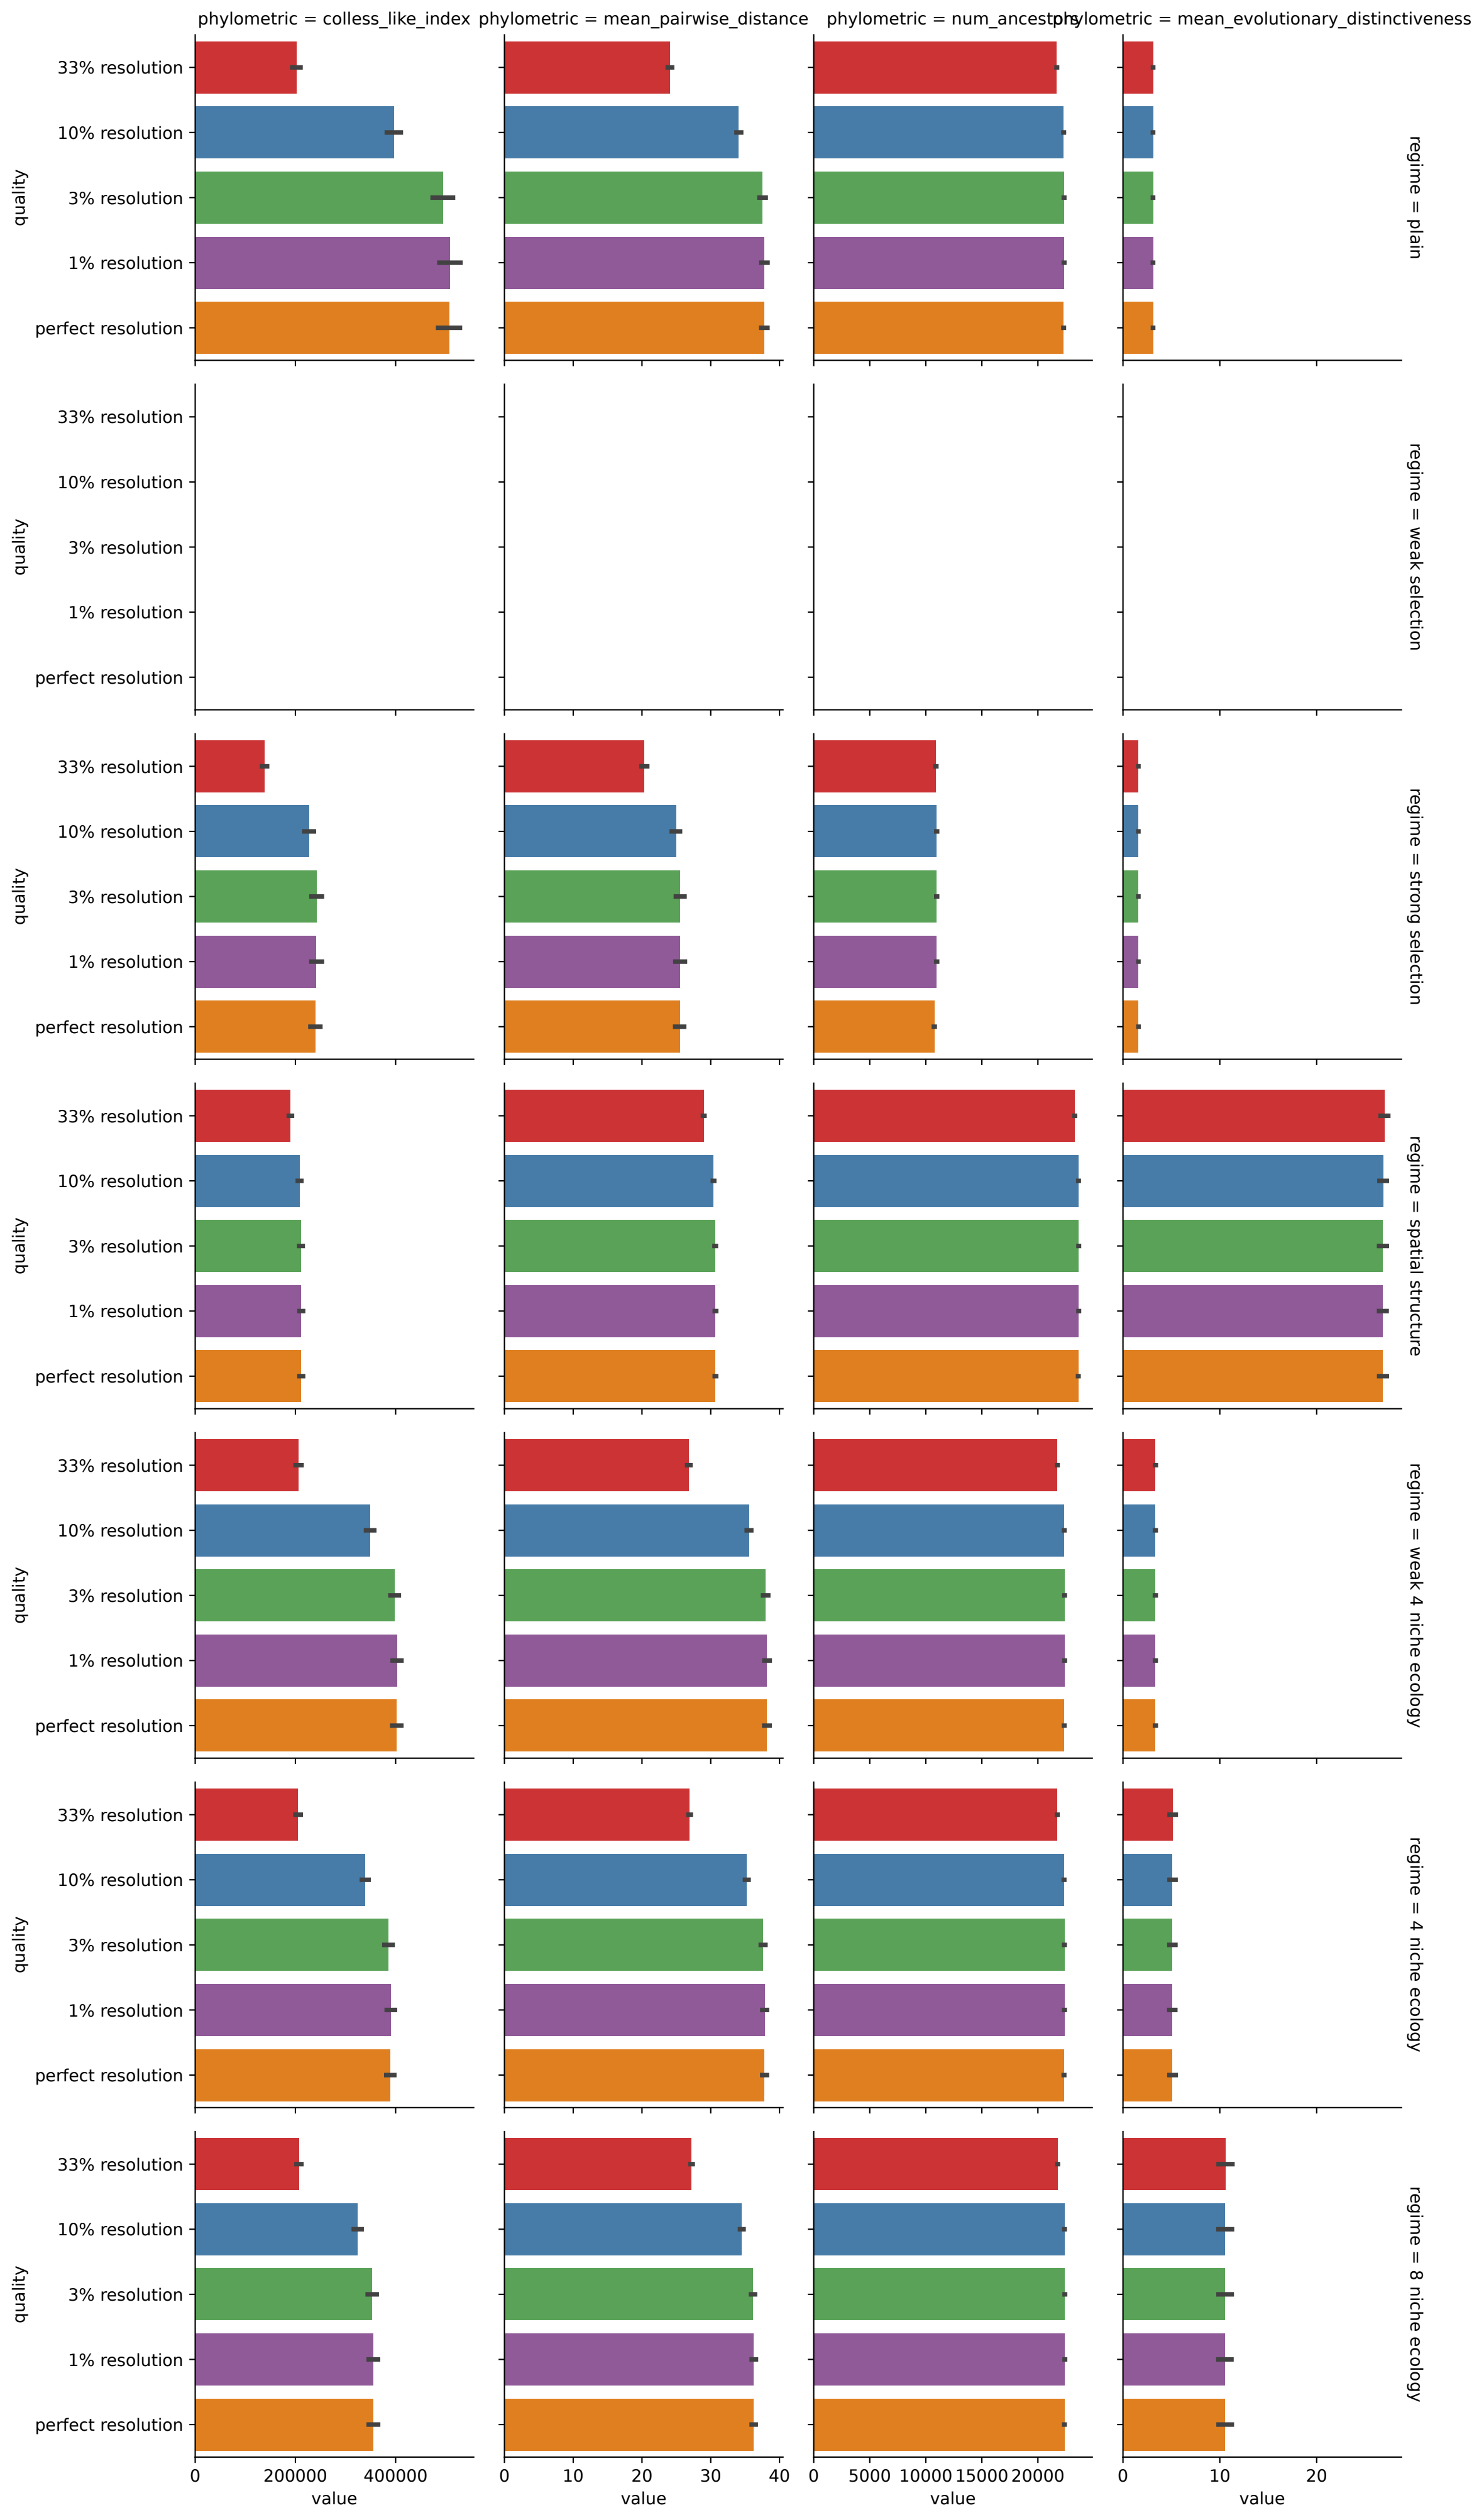 phylometric = colless_like_index
phylometric = mean_pairwise_distance
phylometric = num_ancestors
phylometric = mean_evolutionary_distinctiveness
quality
33% resolution
10% resolution
3% resolution
1% resolution
perfect resolution
regime = plain
quality
33% resolution
10% resolution
3% resolution
1% resolution
perfect resolution
regime = weak selection
quality
33% resolution
10% resolution
3% resolution
1% resolution
perfect resolution
regime = strong selection
quality
33% resolution
10% resolution
3% resolution
1% resolution
perfect resolution
regime = spatial structure
quality
33% resolution
10% resolution
3% resolution
1% resolution
perfect resolution
regime = weak 4 niche ecology
quality
33% resolution
10% resolution
3% resolution
1% resolution
perfect resolution
regime = 4 niche ecology
quality
33% resolution
10% resolution
3% resolution
1% resolution
perfect resolution
regime = 8 niche ecology
0 200000 400000
0 10 20 30 40
0 5000 10000 15000 20000
0 10 20
value
value
value
value